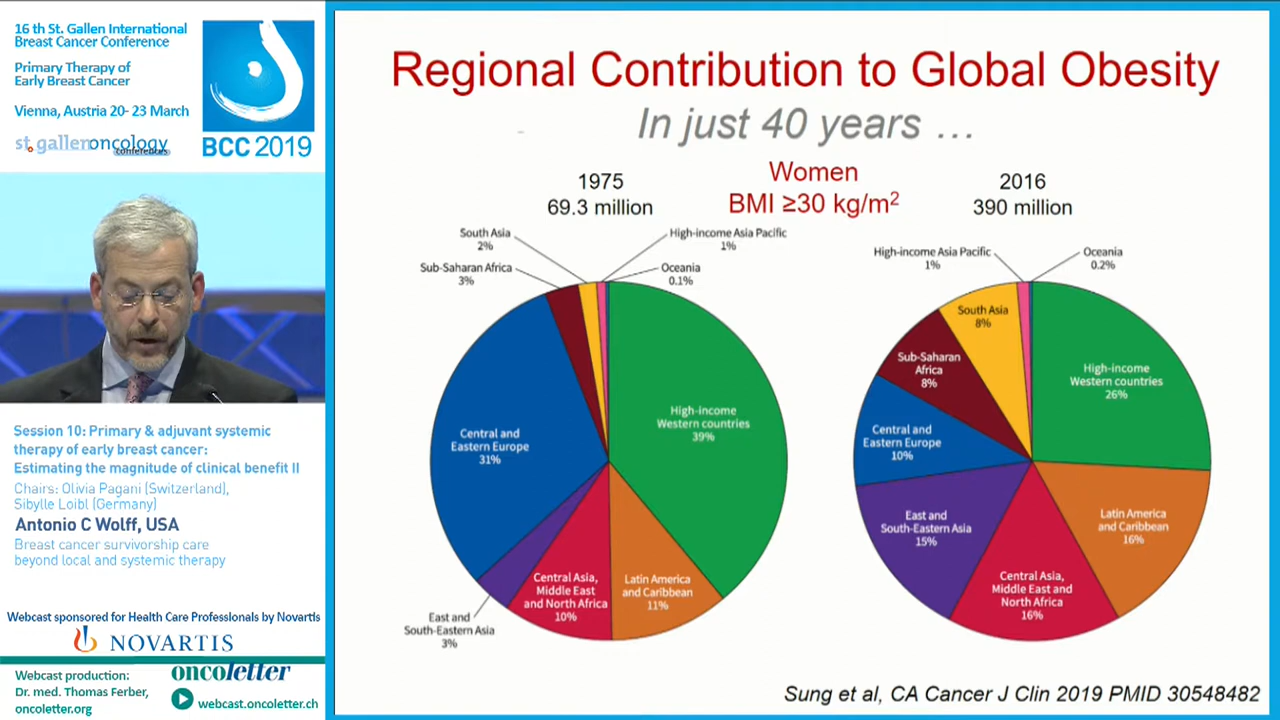 16 th St. Gallen International
Breast Cancer Conference
Primary Therapy of
Early Breast Cancer
Vienna, Austria 20- 23 March
st.gallenoncology
conferences
BCC 2019
Session 10: Primary & adjuvant systemic
therapy of early breast cancer:
Estimating the magnitude of clinical benefit II
Chairs: Olivia Pagani (Switzerland),
Sibylle Loibl (Germany)
Antonio C Wolff, USA
Breast cancer survivorship care
beyond local and systemic therapy
Webcast sponsored for Health Care Professionals by Novartis
NOVARTIS
Webcast production:
Dr. med. Thomas Ferber,
oncoletter.org
oncoletter
webcast.oncoletter.ch
Regional Contribution to Global Obesity
In just 40 years ...
Women
BMI ≥30 kg/m²
1975
69.3 million
South Asia
2%
High-income Asia Pacific
1%
Sub-Saharan Africa
3%
Oceania
0.1%
High-income
Western countries
39%
Central and
Eastern Europe
31%
Central Asia,
Middle East
and North Africa
10%
Latin America
and Caribbean
11%
East and
South-Eastern Asia
3%
2016
390 million
High-income Asia Pacific
1%
Oceania
0.2%
South Asia
8%
Sub-Saharan
Africa
8%
High-income
Western countries
26%
Central and
Eastern Europe
10%
East and
South-Eastern Asia
15%
Latin America
and Caribbean
16%
Central Asia,
Middle East and
North Africa
16%
Sung et al, CA Cancer J Clin 2019 PMID 30548482